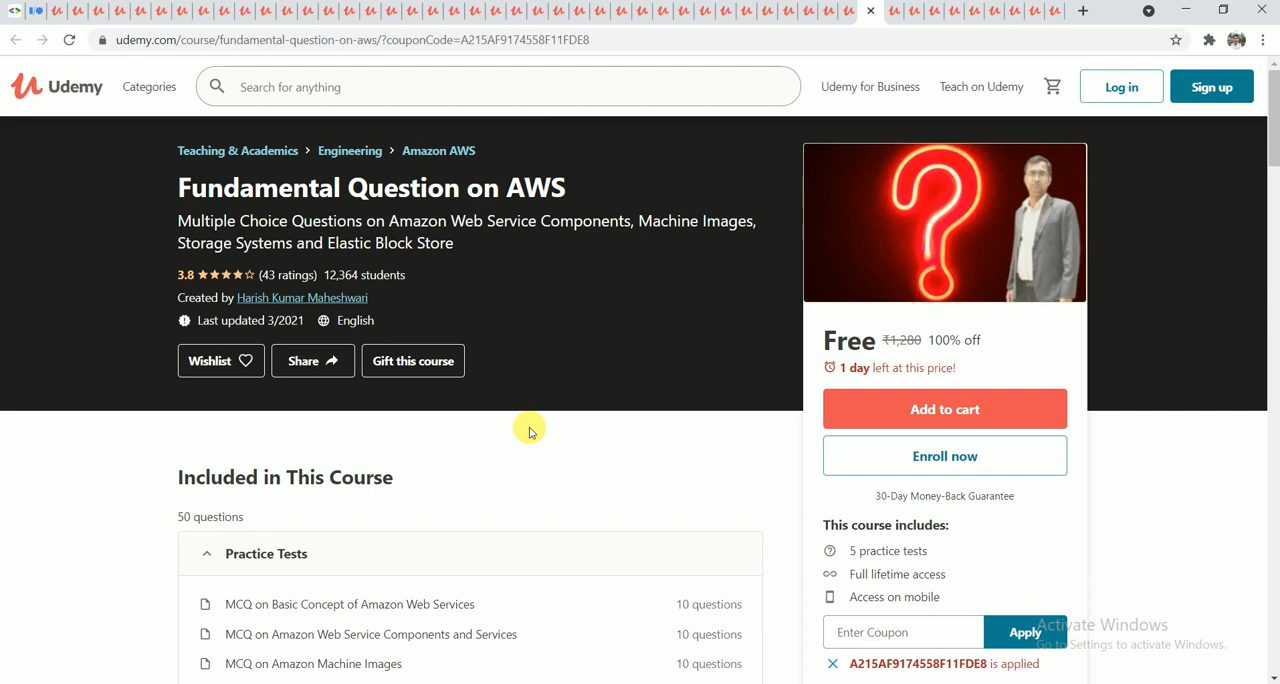 udemy.com/course/fundamental-question-on-aws/?couponCode=A215AF9174558F11FDE8
Udemy
Categories
Search for anything
Udemy for Business
Teach on Udemy
Log in
Sign up
Teaching & Academics > Engineering > Amazon AWS
Fundamental Question on AWS
Multiple Choice Questions on Amazon Web Service Components, Machine Images,
Storage Systems and Elastic Block Store
3.8 (43 ratings) 12,364 students
Created by Harish Kumar Maheshwari
Last updated 3/2021 English
Wishlist
Share
Gift this course
Included in This Course
50 questions
Practice Tests
MCQ on Basic Concept of Amazon Web Services 10 questions
MCQ on Amazon Web Service Components and Services 10 questions
MCQ on Amazon Machine Images 10 questions
Free ₹1,280 100% off
1 day left at this price!
Add to cart
Enroll now
30-Day Money-Back Guarantee
This course includes:
5 practice tests
Full lifetime access
Access on mobile
Enter Coupon
Apply
A215AF9174558F11FDE8 is applied
Activate Windows
Go to Settings to activate Windows.